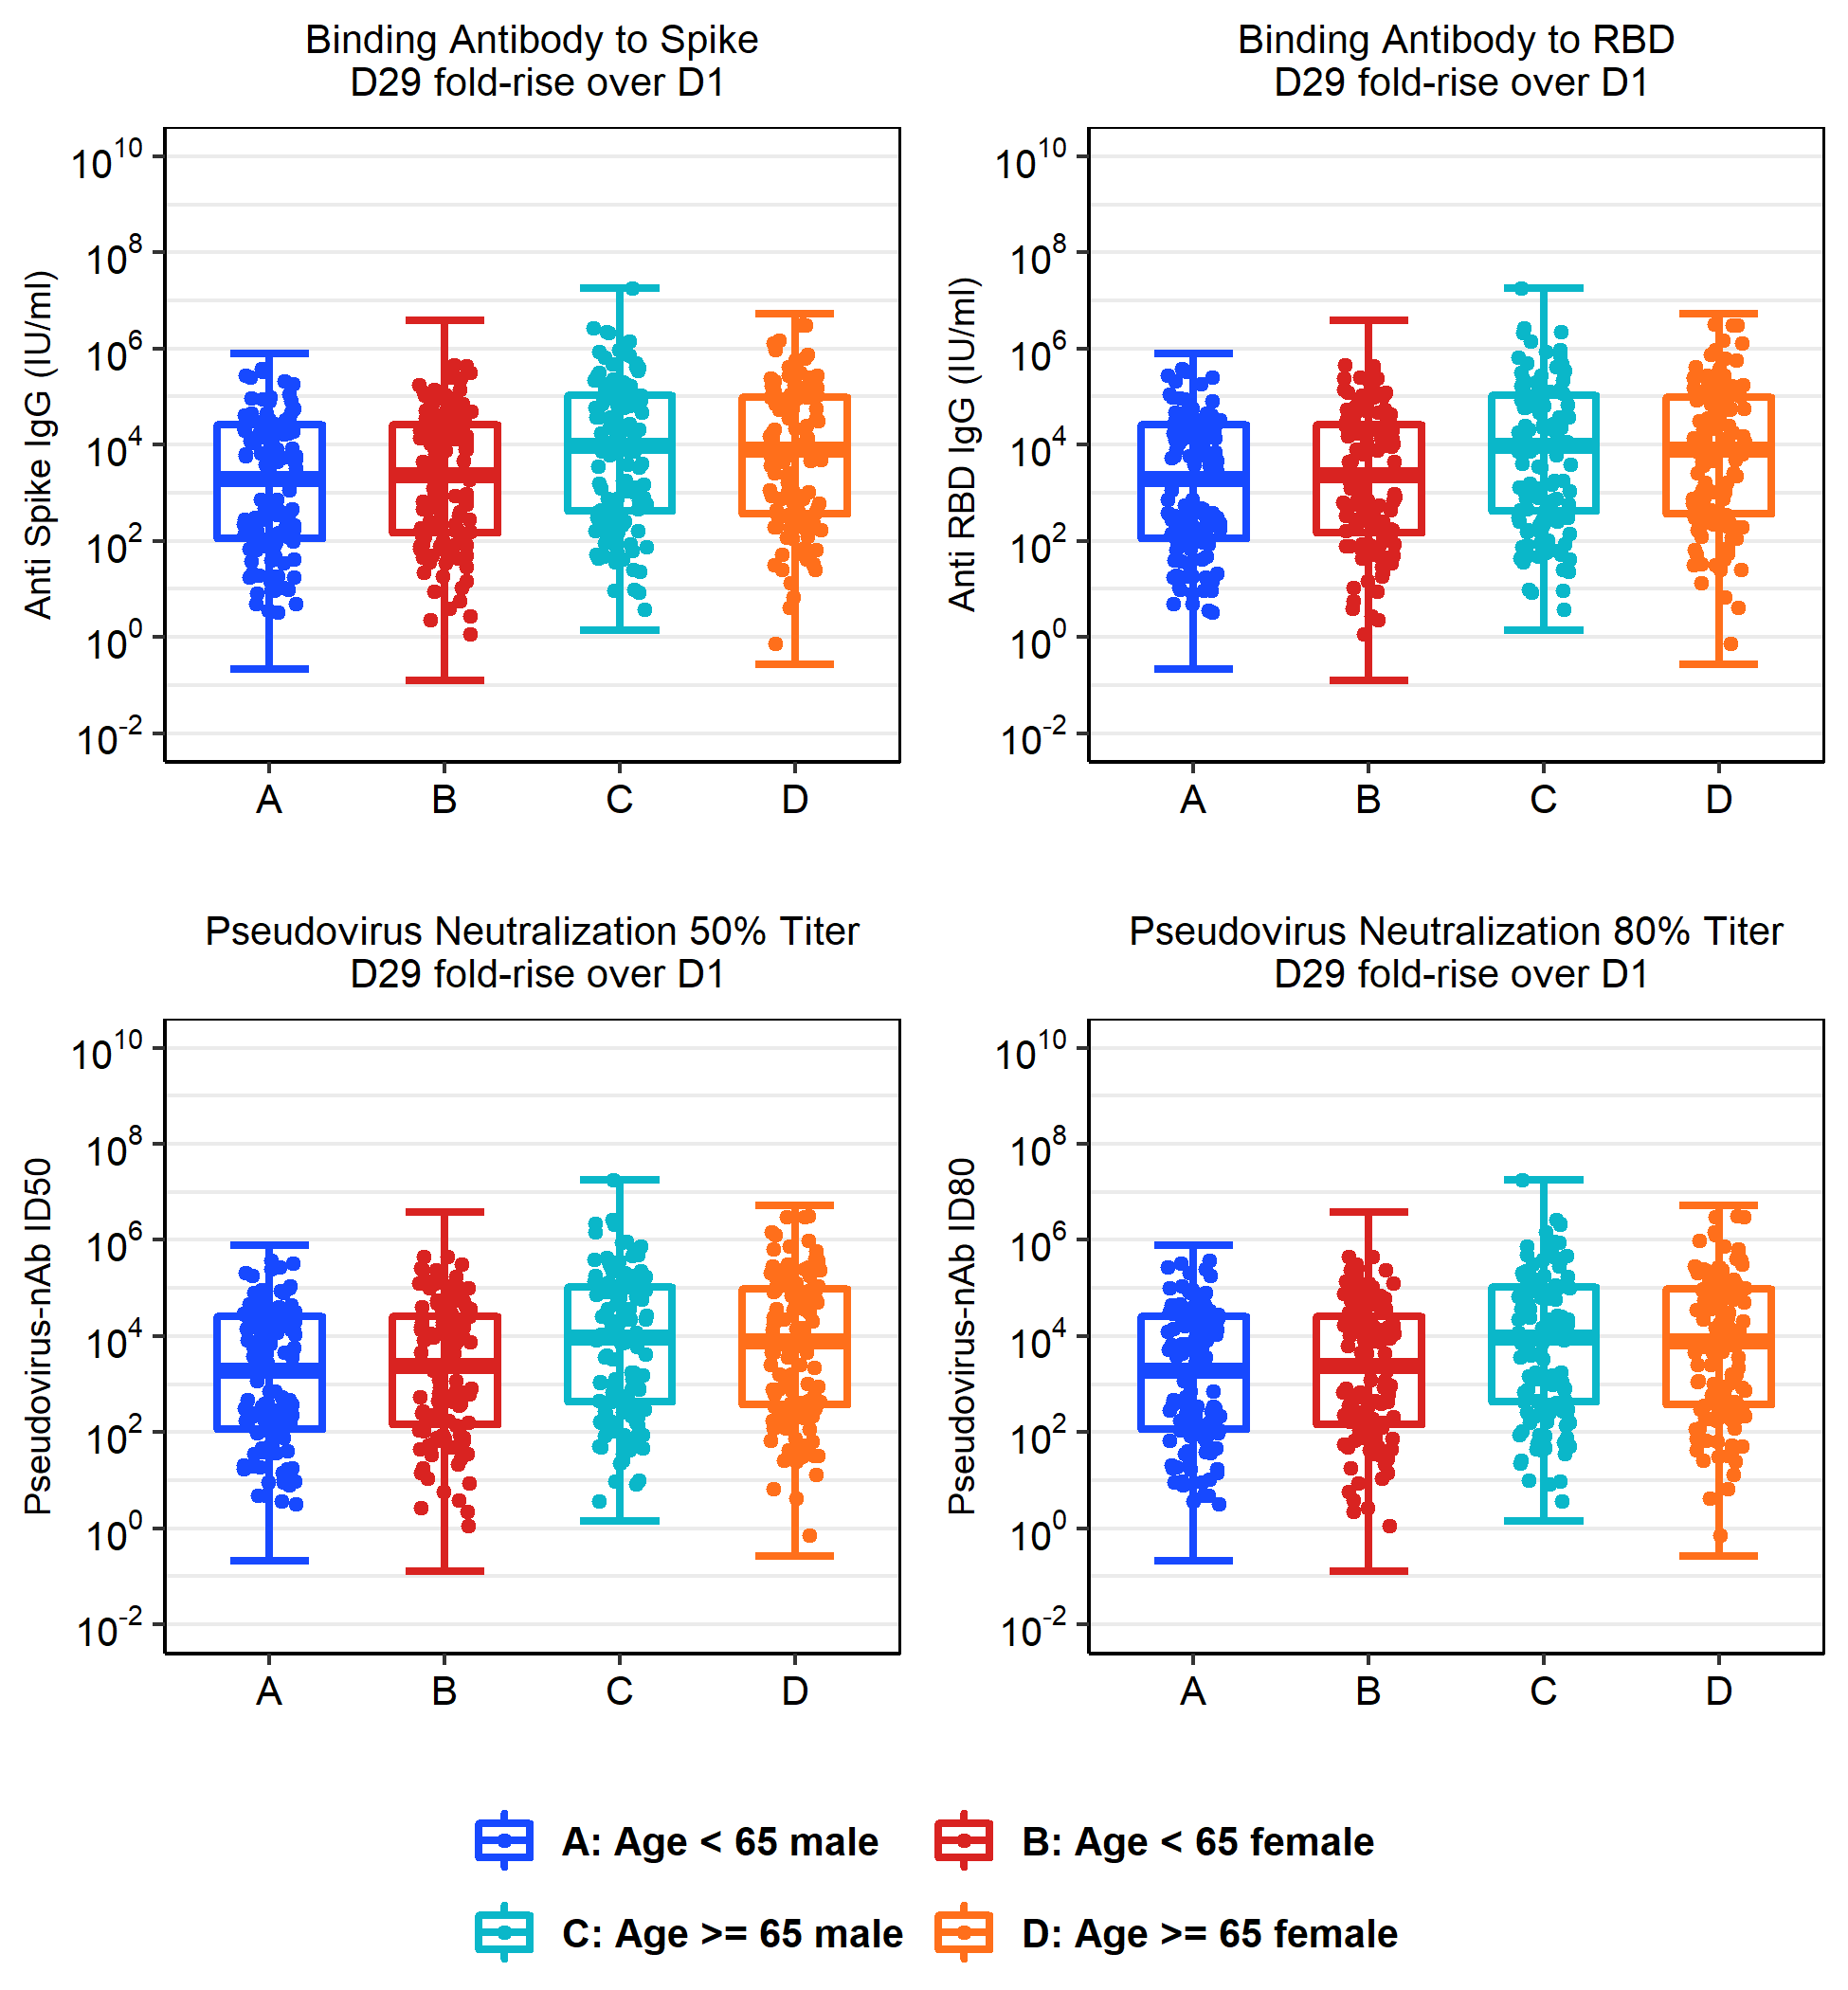 Binding Antibody to Spike
D29 fold-rise over D1
Anti Spike IgG (IU/ml)
10^10
10^8
10^6
10^4
10^2
10^0
10^-2
A B C D
Binding Antibody to RBD
D29 fold-rise over D1
Anti RBD IgG (IU/ml)
10^10
10^8
10^6
10^4
10^2
10^0
10^-2
A B C D
Pseudovirus Neutralization 50% Titer
D29 fold-rise over D1
Pseudovirus-nAb ID50
10^10
10^8
10^6
10^4
10^2
10^0
10^-2
A B C D
Pseudovirus Neutralization 80% Titer
D29 fold-rise over D1
Pseudovirus-nAb ID80
10^10
10^8
10^6
10^4
10^2
10^0
10^-2
A B C D
A: Age < 65 male
B: Age < 65 female
C: Age >= 65 male
D: Age >= 65 female